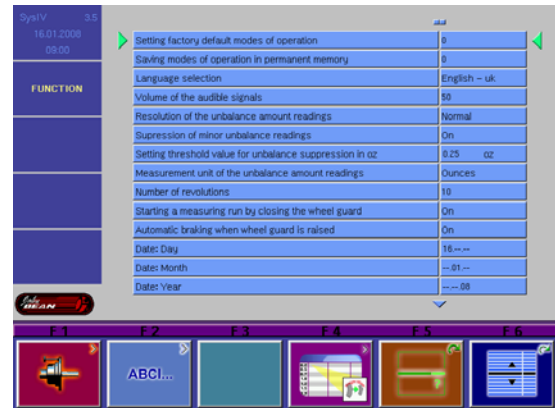 SysIV 3.5
16.01.2008
09:00
FUNCTION
Setting factory default modes of operation 0
Saving modes of operation in permanent memory 0
Language selection English – uk
Volume of the audible signals 50
Resolution of the unbalance amount readings Normal
Supression of minor unbalance readings On
Setting threshold value for unbalance suppression in oz 0.25 oz
Measurement unit of the unbalance amount readings Ounces
Number of revolutions 10
Starting a measuring run by closing the wheel guard On
Automatic braking when wheel guard is raised On
Date: Day 16.--.--
Date: Month --.01.--
Date: Year --.--.08
John
BEAN
F 1 F 2 F 3 F 4 F 5 F 6
ABCI...
?